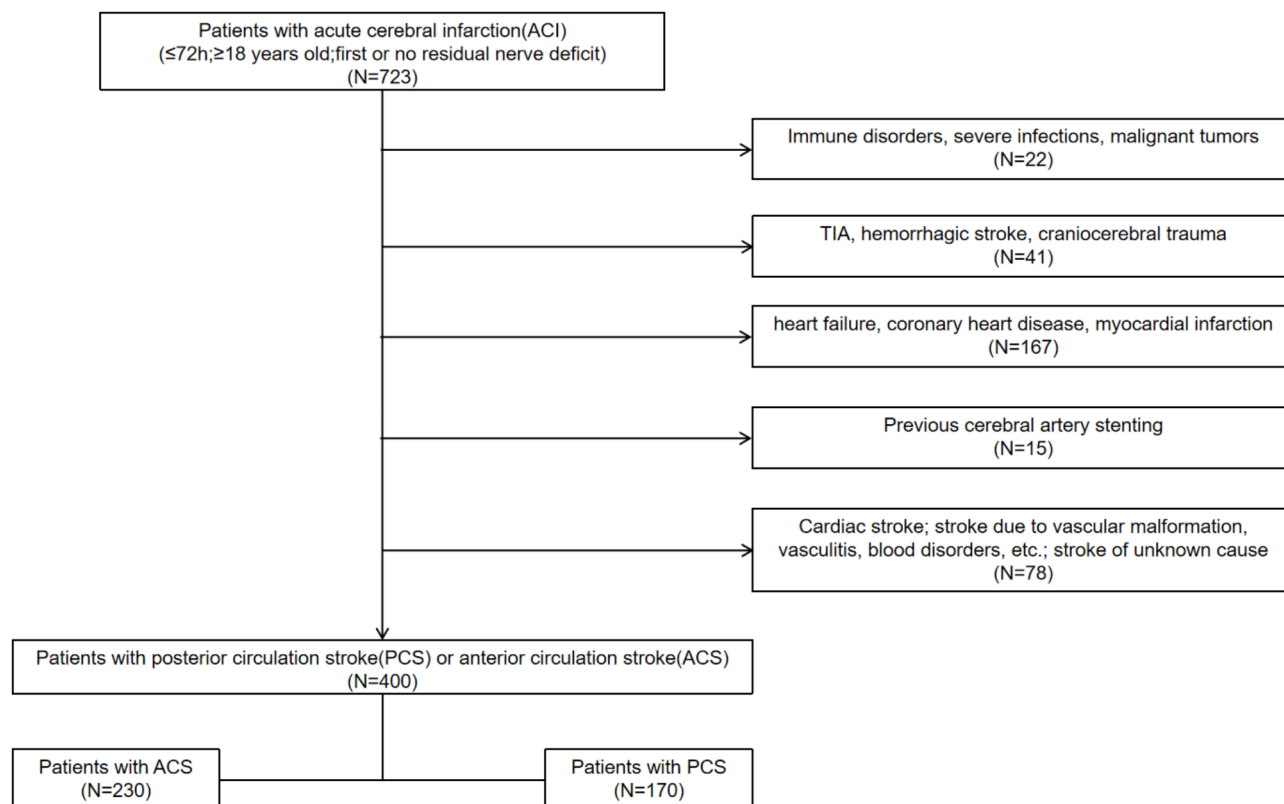 Patients with acute cerebral infarction(ACI)
(≤72h;≥18 years old;first or no residual nerve deficit)
(N=723)
Immune disorders, severe infections, malignant tumors
(N=22)
TIA, hemorrhagic stroke, craniocerebral trauma
(N=41)
heart failure, coronary heart disease, myocardial infarction
(N=167)
Previous cerebral artery stenting
(N=15)
Cardiac stroke; stroke due to vascular malformation,
vasculitis, blood disorders, etc.; stroke of unknown cause
(N=78)
Patients with posterior circulation stroke(PCS) or anterior circulation stroke(ACS)
(N=400)
Patients with ACS
(N=230)
Patients with PCS
(N=170)